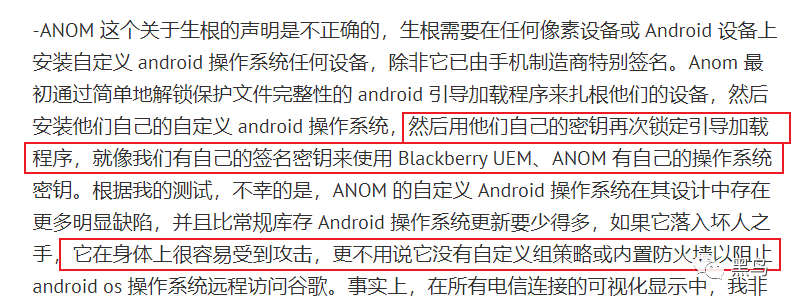 -ANOM 这个关于生根的声明是不正确的，生根需要在任何像素设备或 Android 设备上
安装自定义 android 操作系统任何设备，除非它已由手机制造商特别签名。Anom 最
初通过简单地解锁保护文件完整性的 android 引导加载程序来扎根他们的设备，然后
安装他们自己的自定义 android 操作系统，然后用他们自己的密钥再次锁定引导加载
程序，就像我们有自己的签名密钥来使用 Blackberry UEM、ANOM 有自己的操作系统
密钥。根据我的测试，不幸的是，ANOM 的自定义 Android 操作系统在其设计中存在
更多明显缺陷，并且比常规库存 Android 操作系统更新要少得多，如果它落入坏人之
手，它在身体上很容易受到攻击，更不用说它没有自定义组策略或内置防火墙以阻止
android os 操作系统远程访问谷歌。事实上，在所有电信连接的可视化显示中，我非
黑鸟